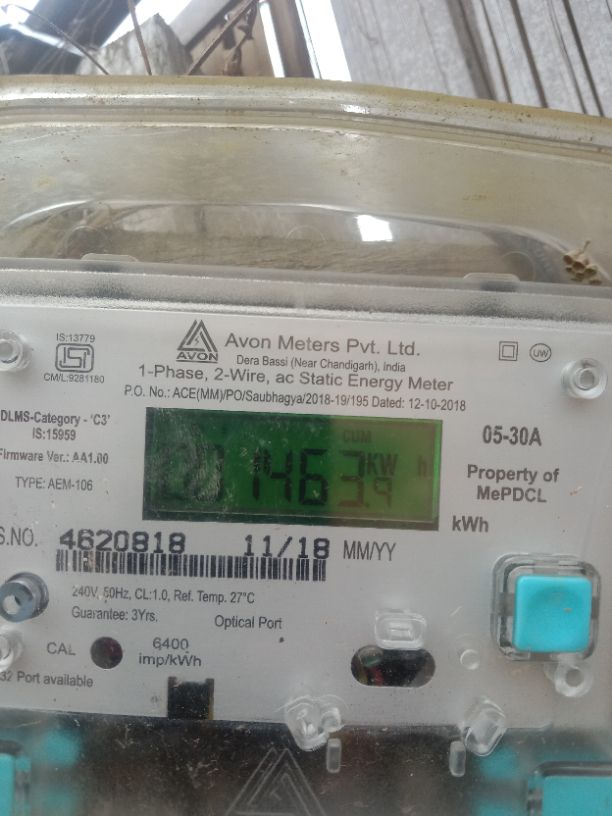 IS:13779
CM/L:9281180
AVON
Avon Meters Pvt. Ltd.
Dera Bassi (Near Chandigarh), India
1-Phase, 2-Wire, ac Static Energy Meter
P.O. No.: ACE(MM)/PO/Saubhagya/2018-19/195 Dated: 12-10-2018
UW
DLMS-Category - 'C3'
IS:15959
Firmware Ver.: AA1.00
TYPE: AEM-106
CUM
1463.9 KW h
05-30A
Property of
MePDCL
kWh
S.NO. 4620818 11/18 MM/YY
240V, 50Hz, CL:1.0, Ref. Temp. 27°C
Guarantee: 3Yrs.
Optical Port
CAL
6400
imp/kWh
32 Port available